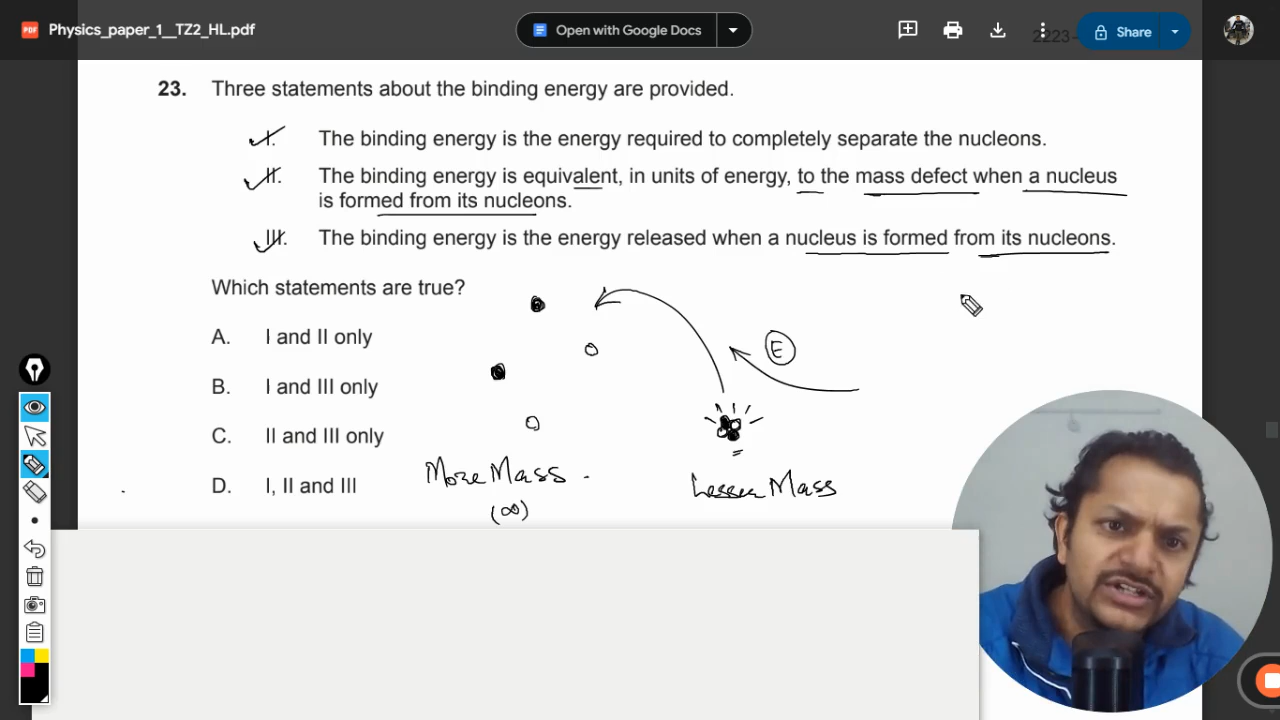 Physics_paper_1__TZ2_HL.pdf
Open with Google Docs
2223
Share
23. Three statements about the binding energy are provided.
I. The binding energy is the energy required to completely separate the nucleons.
II. The binding energy is equivalent, in units of energy, to the mass defect when a nucleus
is formed from its nucleons.
III. The binding energy is the energy released when a nucleus is formed from its nucleons.
Which statements are true?
A. I and II only
B. I and III only
C. II and III only
D. I, II and III
E
More Mass
(∞)
Lesser Mass